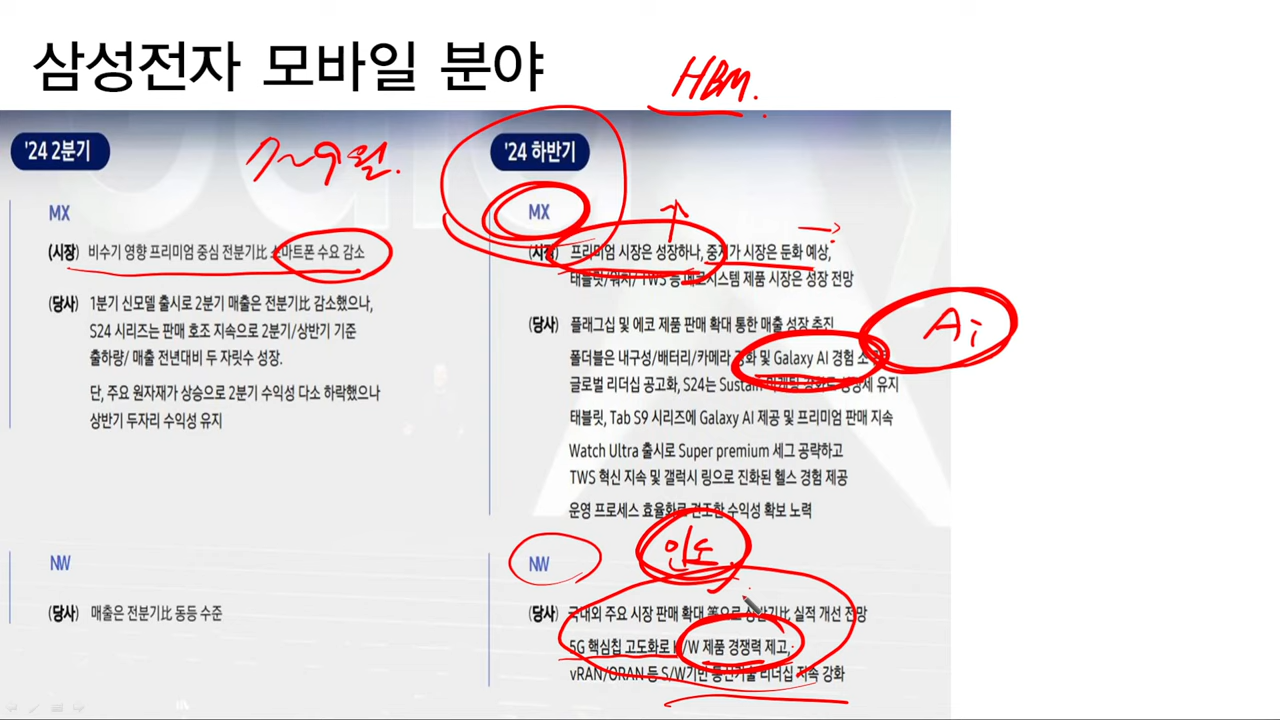 삼성전자 모바일 분야
HBM.
'24 2분기
7~9월.
MX
(시장) 비수기 영향 프리미엄 중심 전분기比 스마트폰 수요 감소
(당사) 1분기 신모델 출시로 2분기 매출은 전분기比 감소했으나,
S24 시리즈는 판매 호조 지속으로 2분기/상반기 기준
출하량/ 매출 전년대비 두 자릿수 성장.
단, 주요 원자재가 상승으로 2분기 수익성 다소 하락했으나
상반기 두자리 수익성 유지
NW
(당사) 매출은 전분기比 동등 수준
'24 하반기
MX
(시장) 프리미엄 시장은 성장하나, 중저가 시장은 둔화 예상,
태블릿/워치/ TWS 등 에코시스템 제품 시장은 성장 전망
(당사) 플래그십 및 에코 제품 판매 확대 통한 매출 성장 추진
폴더블은 내구성/배터리/카메라 강화 및 Galaxy AI 경험
Ai
글로벌 리더십 공고화, S24는 유지
태블릿, Tab S9 시리즈에 Galaxy AI 제공 및 프리미엄 판매 지속
Watch Ultra 출시로 Super premium 세그 공략하고
TWS 혁신 지속 및 갤럭시 링으로 진화된 헬스 경험 제공
운영 프로세스 효율화로 견조한 수익성 확보 노력
인도
NW
(당사) 국내외 주요 시장 판매 확대 等으로 상반기比 실적 개선 전망
5G 핵심칩 고도화로 H/W 제품 경쟁력 제고,
vRAN/ORAN 등 S/W기반 통신기술 리더십 지속 강화